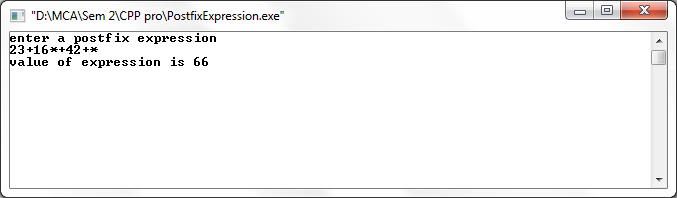 "D:\MCA\Sem 2\CPP pro\PostfixExpression.exe"
enter a postfix expression
23+16*+42+*
value of expression is 66